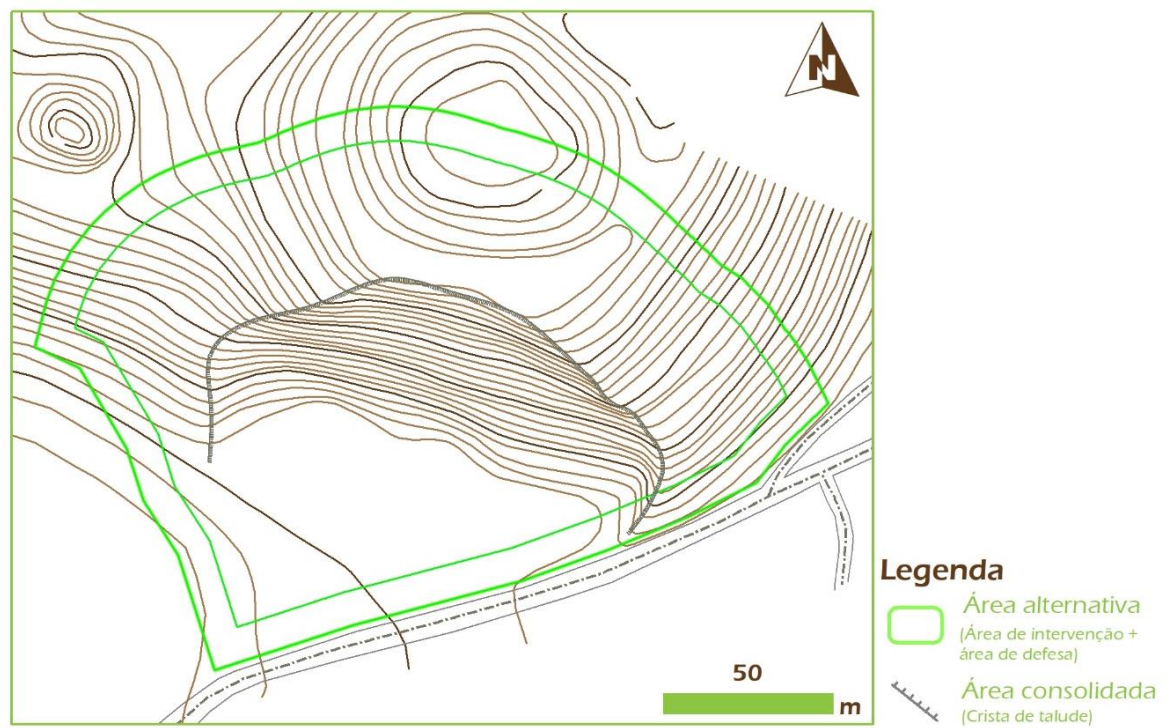 N
Legenda
Área alternativa
(Área de intervenção +
área de defesa)
Área consolidada
(Crista de talude)
50
m